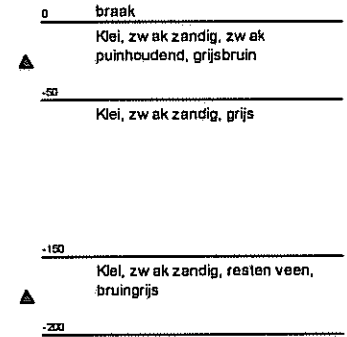 0 braak
Klei, zwak zandig, zwak
puinhoudend, grijsbruin
-50
Klei, zwak zandig, grijs
-150
Klei, zwak zandig, resten veen,
bruingrijs
-200